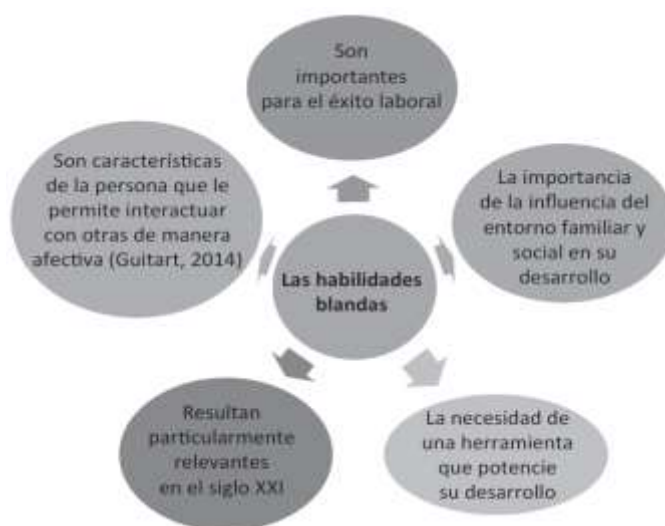 Son
importantes
para el éxito laboral
Son características
de la persona que le
permite interactuar
con otras de manera
afectiva (Guitart, 2014)
La importancia
de la influencia del
entorno familiar y
social en su
desarrollo
Las habilidades
blandas
Resultan
particularmente
relevantes
en el siglo XXI
La necesidad de
una herramienta
que potencie
su desarrollo